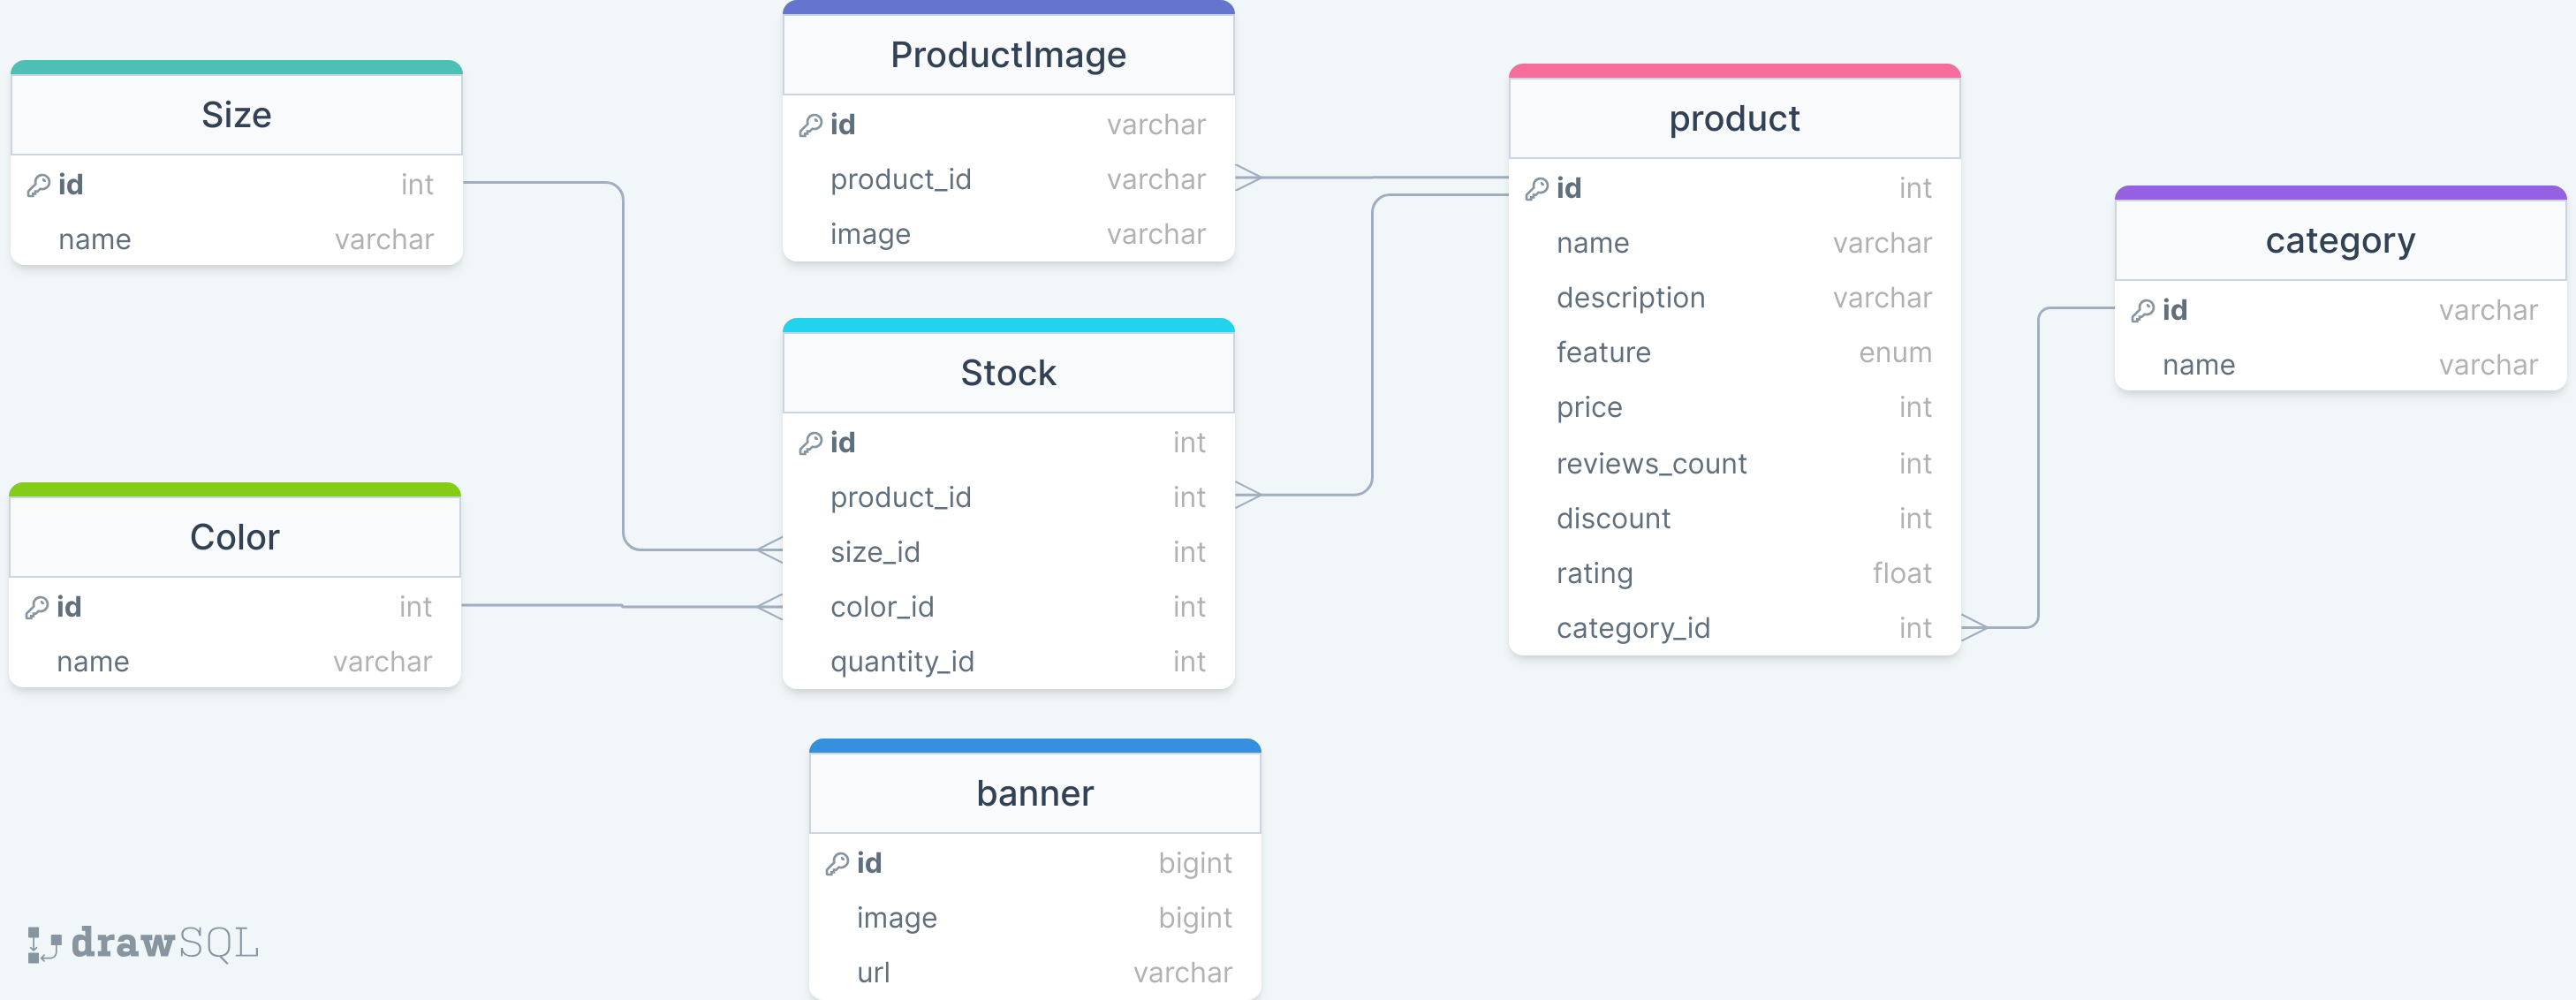 Size
id int
name varchar
Color
id int
name varchar
ProductImage
id varchar
product_id varchar
image varchar
Stock
id int
product_id int
size_id int
color_id int
quantity_id int
banner
id bigint
image bigint
url varchar
product
id int
name varchar
description varchar
feature enum
price int
reviews_count int
discount int
rating float
category_id int
category
id varchar
name varchar
drawSQL